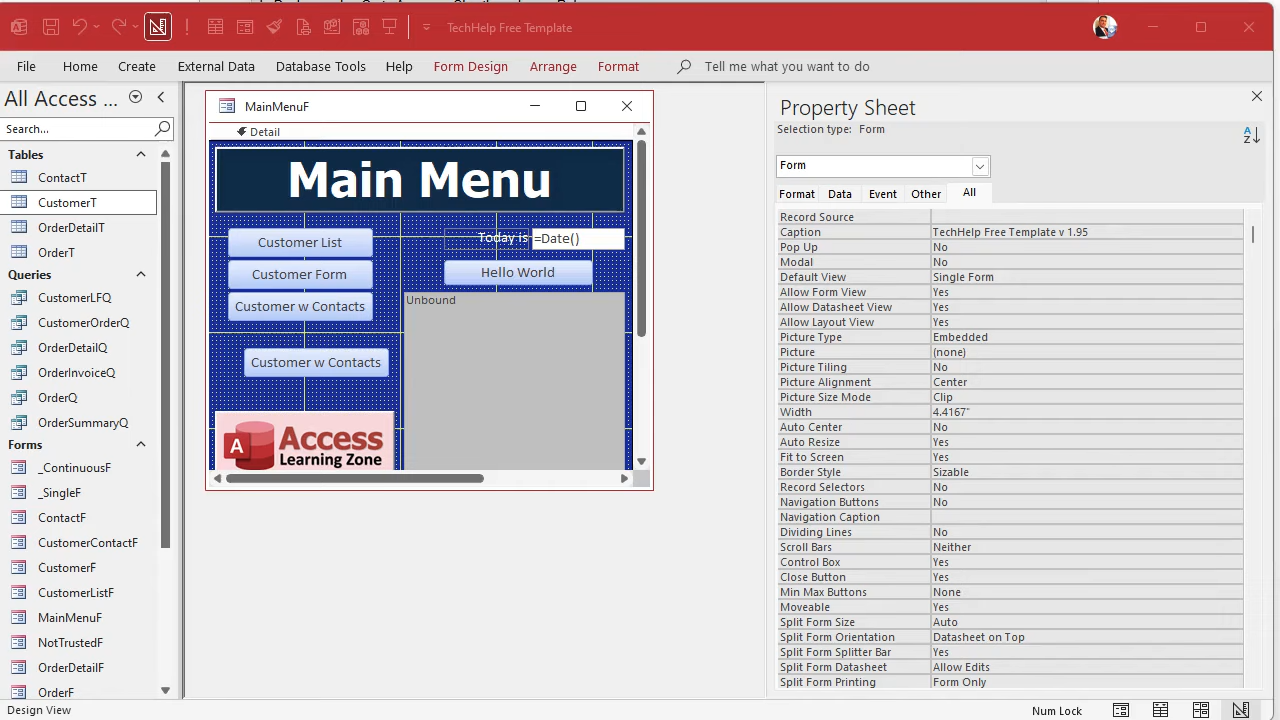 TechHelp Free Template
File Home Create External Data Database Tools Help Form Design Arrange Format Tell me what you want to do
All Access ...
Search...
Tables
ContactT
CustomerT
OrderDetailT
OrderT
Queries
CustomerLFQ
CustomerOrderQ
OrderDetailQ
OrderInvoiceQ
OrderQ
OrderSummaryQ
Forms
_ContinuousF
_SingleF
ContactF
CustomerContactF
CustomerF
CustomerListF
MainMenuF
NotTrustedF
OrderDetailF
OrderF
MainMenuF
Detail
Main Menu
Customer List
Today is =Date()
Customer Form
Hello World
Customer w Contacts
Unbound
Customer w Contacts
A Access
Learning Zone
Property Sheet
Selection type: Form
Form
Format Data Event Other All
Record Source
Caption TechHelp Free Template v 1.95
Pop Up No
Modal No
Default View Single Form
Allow Form View Yes
Allow Datasheet View Yes
Allow Layout View Yes
Picture Type Embedded
Picture (none)
Picture Tiling No
Picture Alignment Center
Picture Size Mode Clip
Width 4.4167"
Auto Center No
Auto Resize Yes
Fit to Screen Yes
Border Style Sizable
Record Selectors No
Navigation Buttons No
Navigation Caption
Dividing Lines No
Scroll Bars Neither
Control Box Yes
Close Button Yes
Min Max Buttons None
Moveable Yes
Split Form Size Auto
Split Form Orientation Datasheet on Top
Split Form Splitter Bar Yes
Split Form Datasheet Allow Edits
Split Form Printing Form Only
Design View
Num Lock